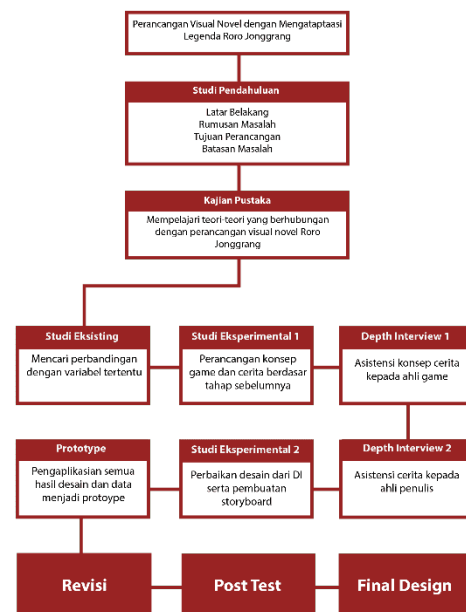 Perancangan Visual Novel dengan Mengataptaasi
Legenda Roro Jonggrang
Studi Pendahuluan
Latar Belakang
Rumusan Masalah
Tujuan Perancangan
Batasan Masalah
Kajian Pustaka
Mempelajari teori-teori yang berhubungan
dengan perancangan visual novel Roro
Jonggrang
Studi Eksisting
Mencari perbandingan
dengan variabel tertentu
Studi Eksperimental 1
Perancangan konsep
game dan cerita berdasar
tahap sebelumnya
Depth Interview 1
Asistensi konsep cerita
kepada ahli game
Prototype
Pengaplikasian semua
hasil desain dan data
menjadi protoype
Studi Eksperimental 2
Perbaikan desain dari DI
serta pembuatan
storyboard
Depth Interview 2
Asistensi cerita kepada
ahli penulis
Revisi
Post Test
Final Design